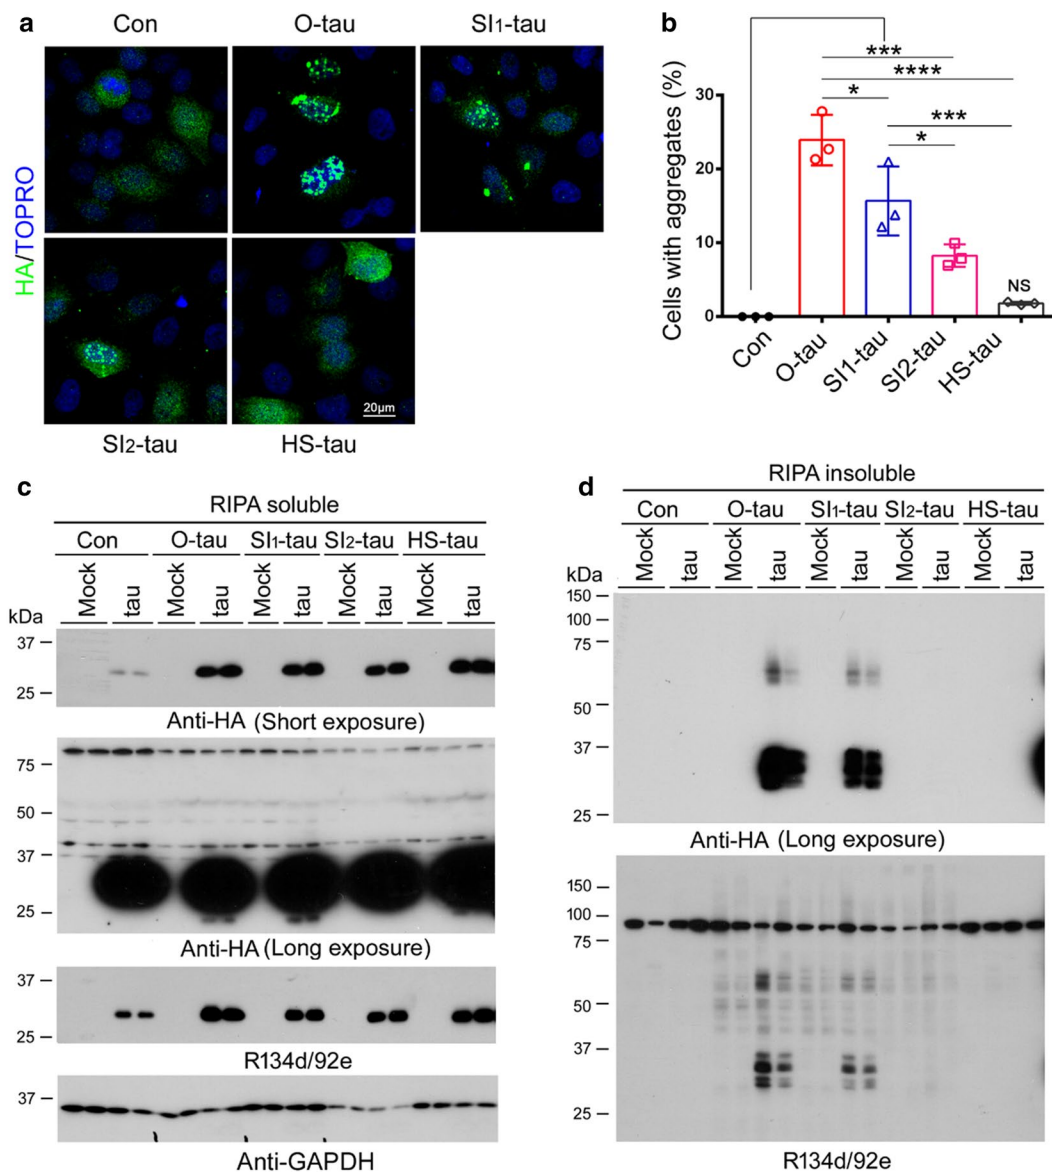 a
Con
O-tau
SI1-tau
HA/TOPRO
20μm
SI2-tau
HS-tau
b
Cells with aggregates (%)
30
20
10
0
***
****
*
***
*
NS
Con
O-tau
SI1-tau
SI2-tau
HS-tau
c
RIPA soluble
Con O-tau SI1-tau SI2-tau HS-tau
Mock tau Mock tau Mock tau Mock tau Mock tau
kDa
37
25
Anti-HA (Short exposure)
75
50
37
25
Anti-HA (Long exposure)
37
25
R134d/92e
37
Anti-GAPDH
d
RIPA insoluble
Con O-tau SI1-tau SI2-tau HS-tau
Mock tau Mock tau Mock tau Mock tau Mock tau
kDa
150
100
75
50
37
25
Anti-HA (Long exposure)
150
100
75
50
37
25
R134d/92e